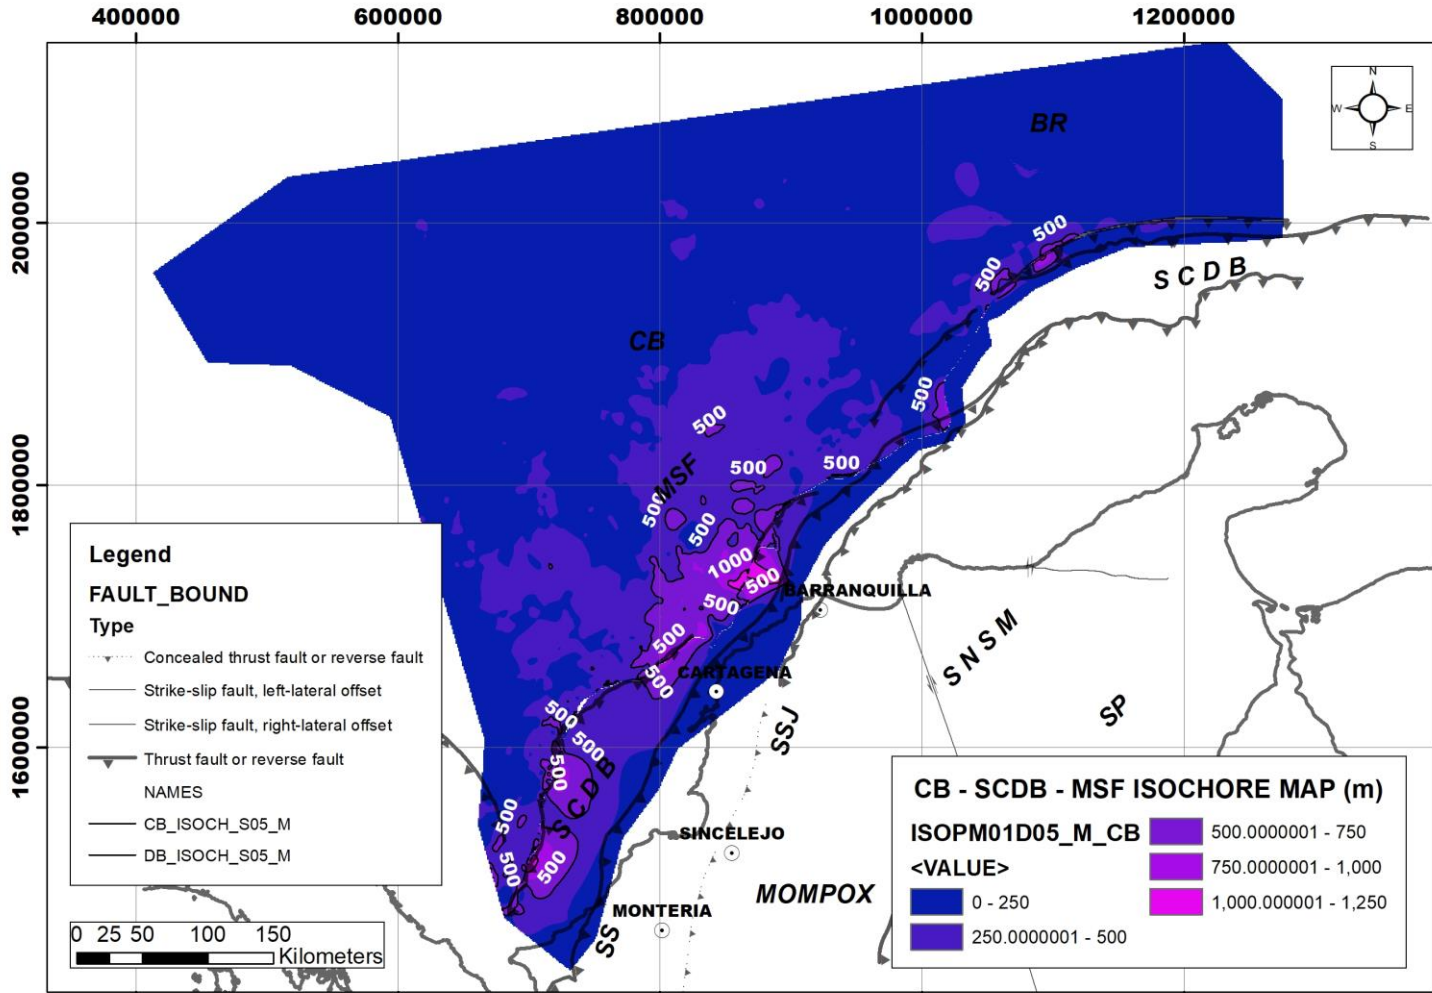 400000 600000 800000 1000000 1200000
N
W E
S
BR
2000000
500
500
SCDB
CB
500
500
MSF
500
500
1800000
500
500
1000
500
500
BARRANQUILLA
500
CARTAGENA
500
SNSM
SP
SSJ
500
500
1600000
500
SCDB
500
500
500
SINCELEJO
MOMPOX
MONTERIA
SS
Legend
FAULT_BOUND
Type
Concealed thrust fault or reverse fault
Strike-slip fault, left-lateral offset
Strike-slip fault, right-lateral offset
Thrust fault or reverse fault
NAMES
CB_ISOCH_S05_M
DB_ISOCH_S05_M
0 25 50 100 150
Kilometers
CB - SCDB - MSF ISOCHORE MAP (m)
ISOPM01D05_M_CB
<VALUE>
0 - 250
250.0000001 - 500
500.0000001 - 750
750.0000001 - 1,000
1,000.000001 - 1,250